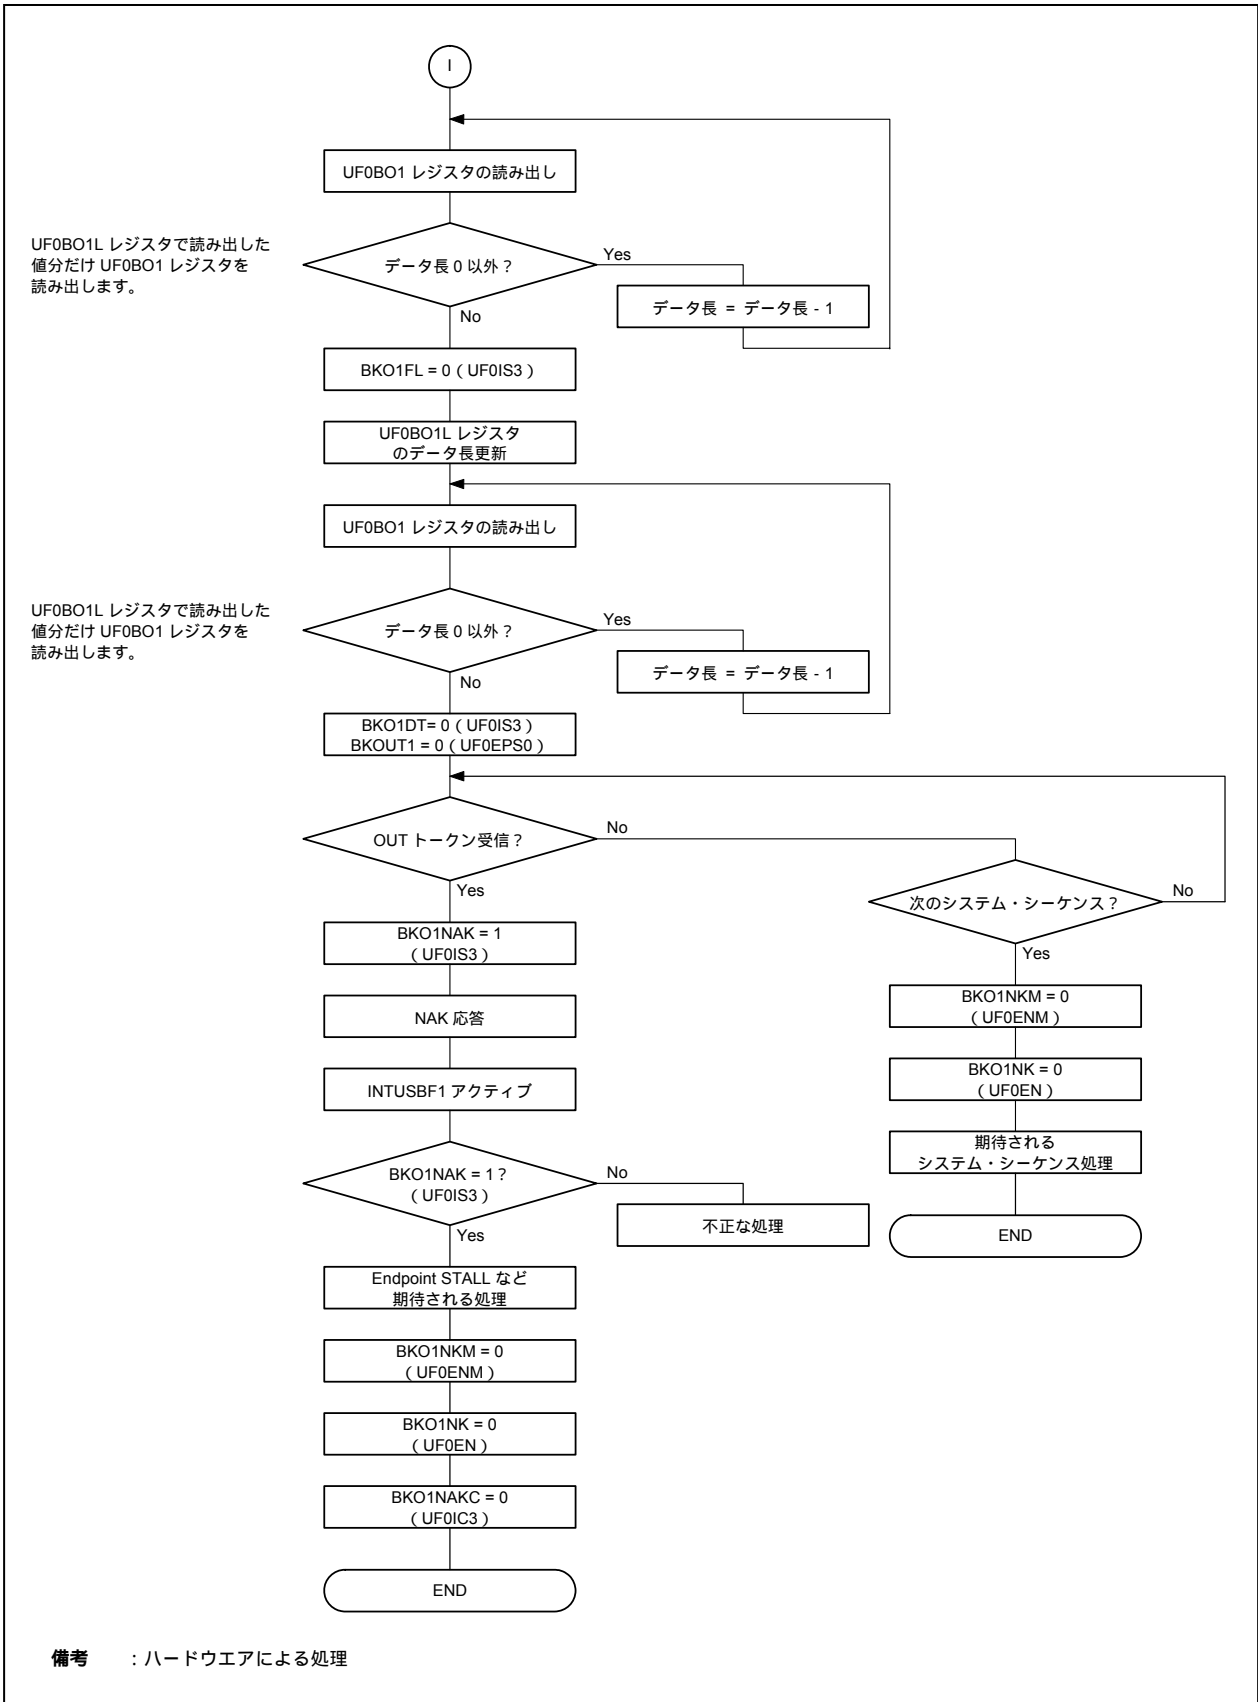 I
UF0BO1 レジスタの読み出し
UF0BO1L レジスタで読み出した
値分だけ UF0BO1 レジスタを
読み出します。
データ長 0 以外？
Yes
データ長 = データ長 - 1
No
BKO1FL = 0（UF0IS3）
UF0BO1L レジスタ
のデータ長更新
UF0BO1 レジスタの読み出し
UF0BO1L レジスタで読み出した
値分だけ UF0BO1 レジスタを
読み出します。
データ長 0 以外？
Yes
データ長 = データ長 - 1
No
BKO1DT= 0（UF0IS3）
BKOUT1 = 0（UF0EPS0）
OUT トークン受信？
No
Yes
次のシステム・シーケンス？
No
Yes
BKO1NAK = 1
（UF0IS3）
NAK 応答
INTUSBF1 アクティブ
BKO1NKM = 0
（UF0ENM）
BKO1NK = 0
（UF0EN）
期待される
システム・シーケンス処理
END
BKO1NAK = 1？
（UF0IS3）
No
不正な処理
Yes
Endpoint STALL など
期待される処理
BKO1NKM = 0
（UF0ENM）
BKO1NK = 0
（UF0EN）
BKO1NAKC = 0
（UF0IC3）
END
備考 ：ハードウエアによる処理